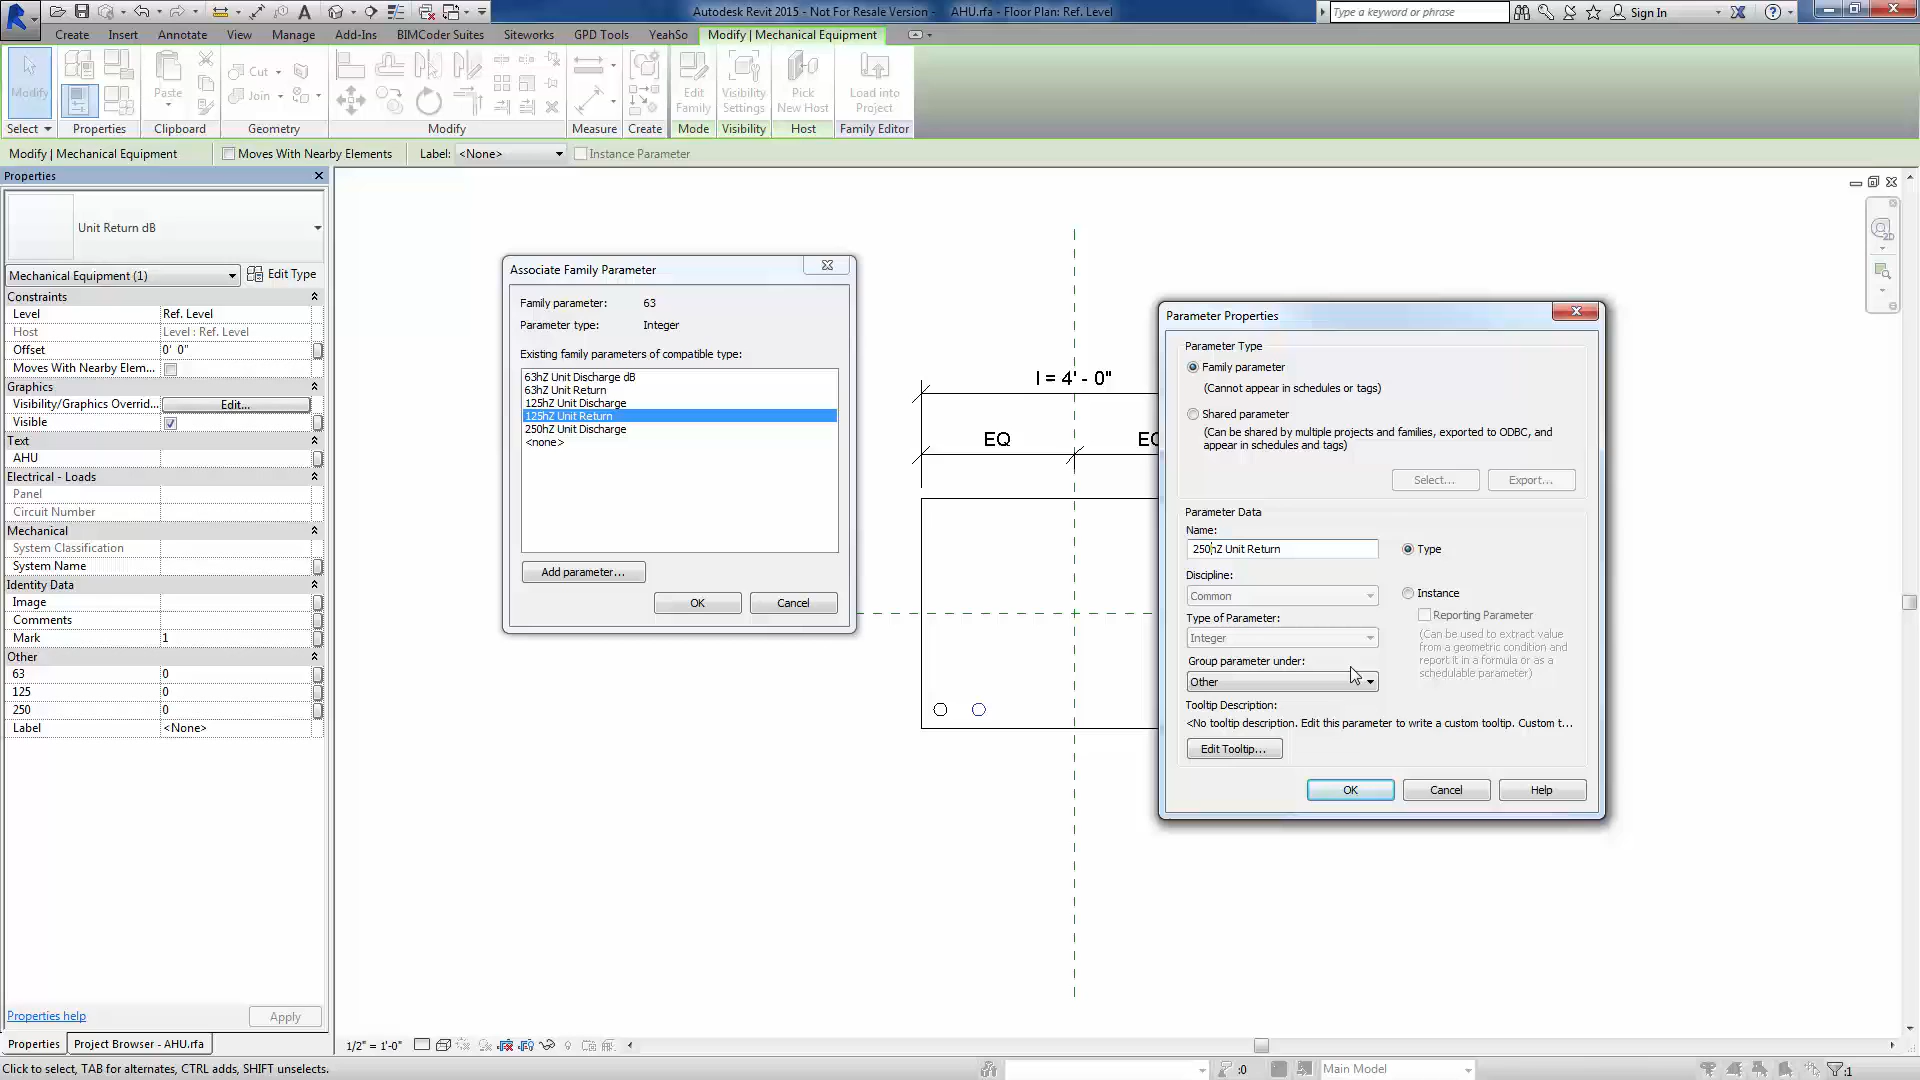 Autodesk Revit 2015 - Not For Resale Version - AHU.rfa - Floor Plan: Ref. Level
Type a keyword or phrase
Sign In
Create Insert Annotate View Manage Add-Ins BIMCoder Suites Siteworks GPD Tools YeahSo Modify | Mechanical Equipment
Modify
Paste
Cut
Join
Edit Family
Visibility Settings
Pick New Host
Load into Project
Select Properties Clipboard Geometry Modify Measure Create Mode Visibility Host Family Editor
Modify | Mechanical Equipment
Moves With Nearby Elements
Label: <None>
Instance Parameter
Properties
Unit Return dB
Mechanical Equipment (1)
Edit Type
Constraints
Level Ref. Level
Host Level : Ref. Level
Offset 0' 0"
Moves With Nearby Elem...
Graphics
Visibility/Graphics Overrid... Edit...
Visible
Text
AHU
Electrical - Loads
Panel
Circuit Number
Mechanical
System Classification
System Name
Identity Data
Image
Comments
Mark 1
Other
63 0
125 0
250 0
Label <None>
Properties help
Apply
Properties
Project Browser - AHU.rfa
Associate Family Parameter
Family parameter: 63
Parameter type: Integer
Existing family parameters of compatible type:
63hZ Unit Discharge dB
63hZ Unit Return
125hZ Unit Discharge
125hZ Unit Return
250hZ Unit Discharge
<none>
Add parameter...
OK Cancel
l = 4' - 0"
EQ
Parameter Properties
Parameter Type
Family parameter
(Cannot appear in schedules or tags)
Shared parameter
(Can be shared by multiple projects and families, exported to ODBC, and
appear in schedules and tags)
Select... Export...
Parameter Data
Name:
250hZ Unit Return
Type
Discipline:
Common
Instance
Reporting Parameter
Type of Parameter:
(Can be used to extract value
from a geometric condition and
report it in a formula or as a
schedulable parameter)
Integer
Group parameter under:
Other
Tooltip Description:
<No tooltip description. Edit this parameter to write a custom tooltip. Custom t...
Edit Tooltip...
OK Cancel Help
1/2" = 1'-0"
Click to select, TAB for alternates, CTRL adds, SHIFT unselects.
:0
Main Model
:1